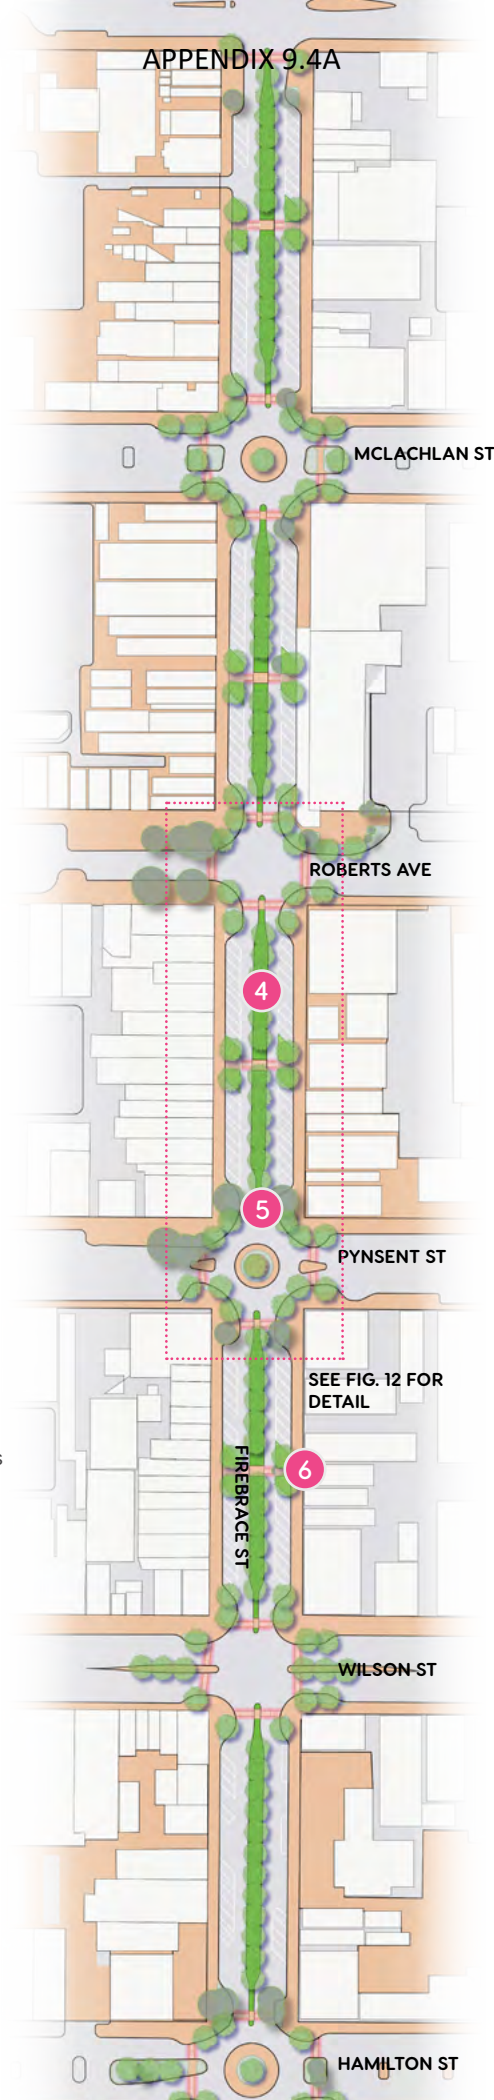 APPENDIX 9.4A
MCLACHLAN ST
ROBERTS AVE
4
5
PYNSENT ST
SEE FIG. 12 FOR
DETAIL
s
FIREBRACE ST
6
WILSON ST
HAMILTON ST